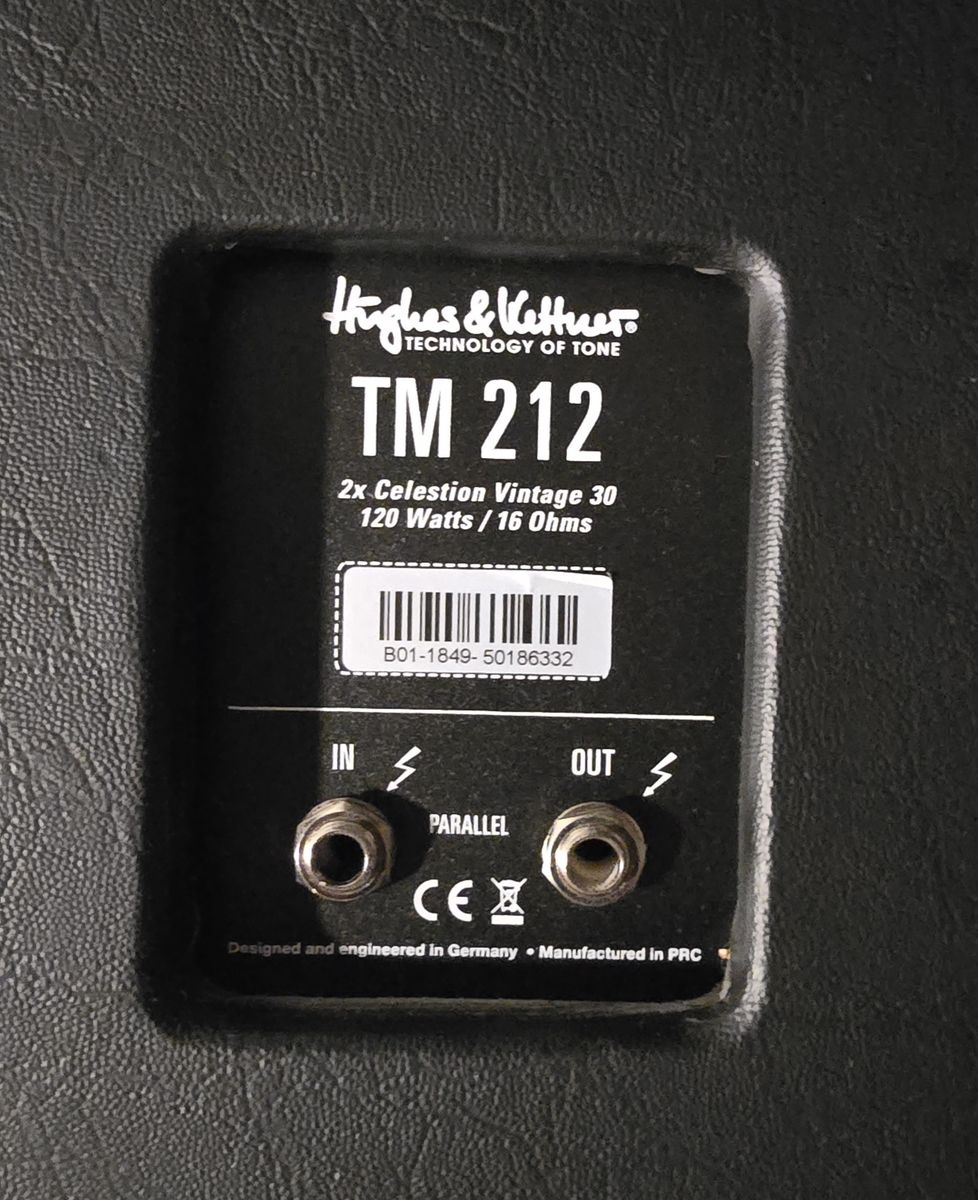 Hughes & Kettner®
TECHNOLOGY OF TONE
TM 212
2x Celestion Vintage 30
120 Watts / 16 Ohms
B01-1849- 50186332
IN
OUT
PARALLEL
CE
Designed and engineered in Germany • Manufactured in PRC